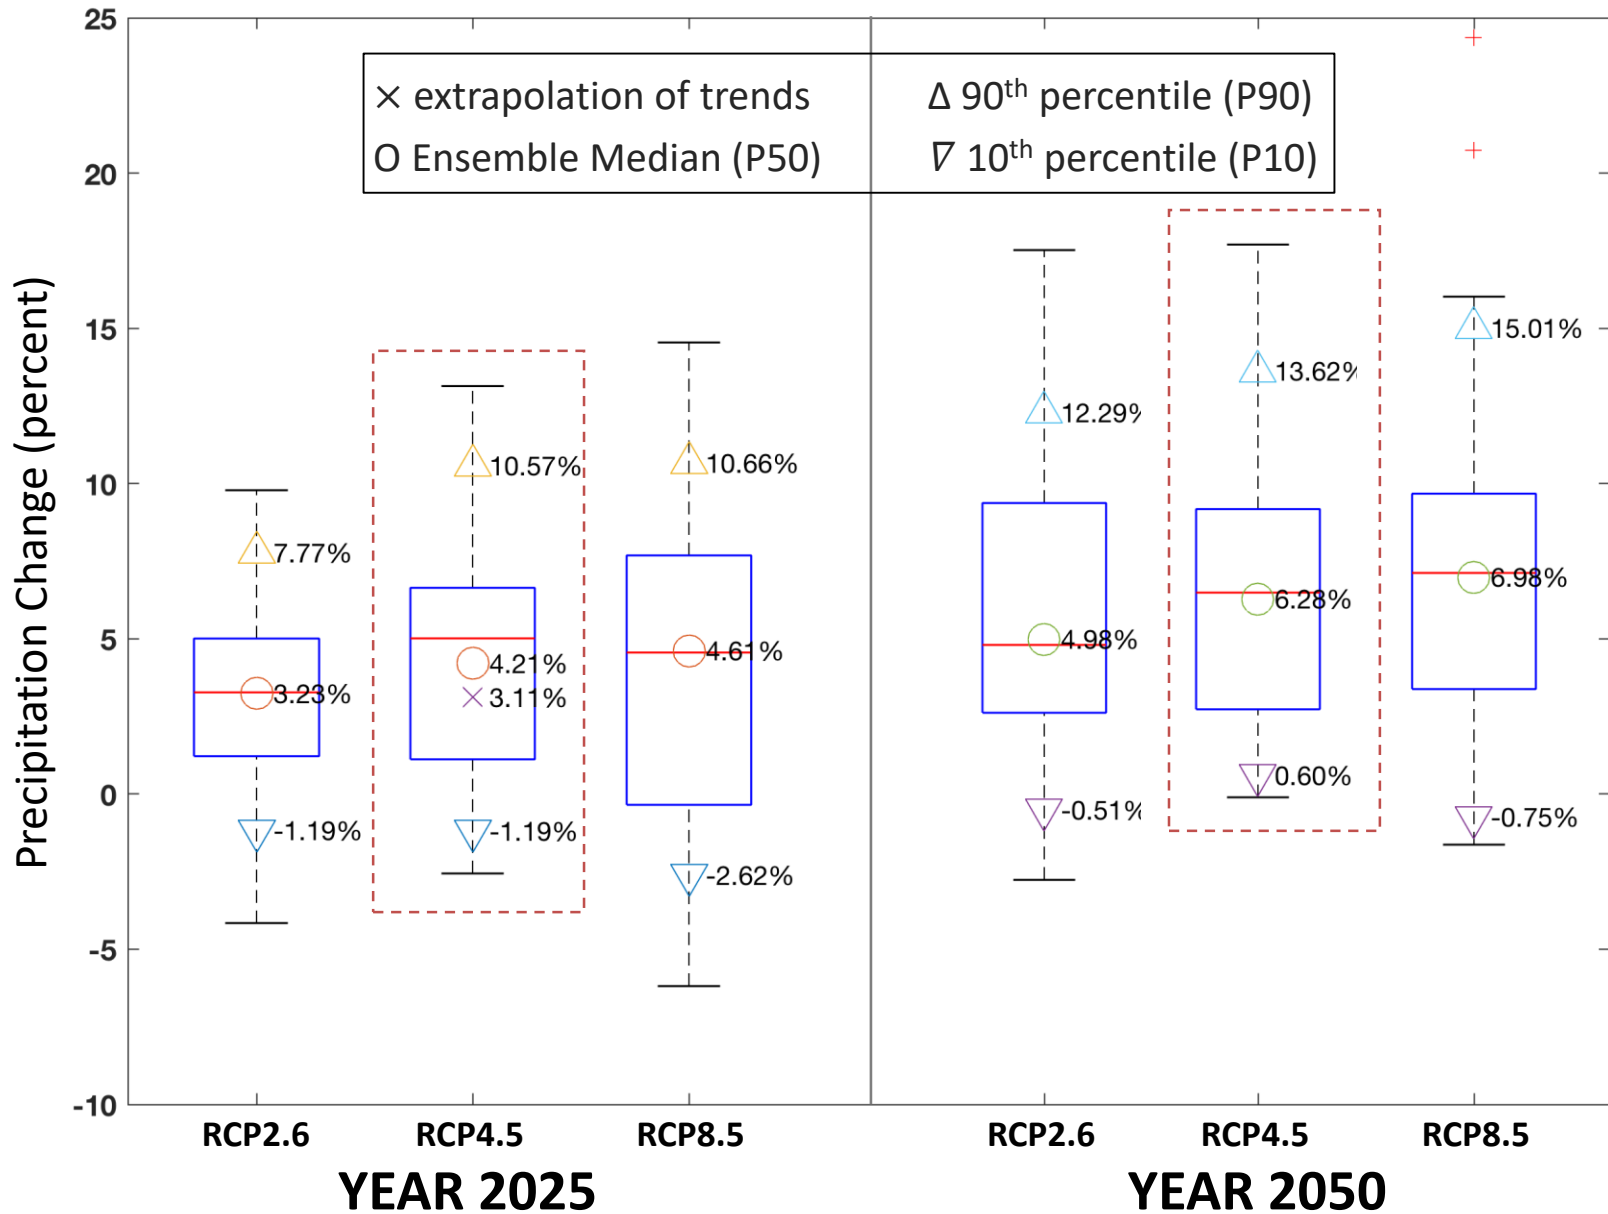 Precipitation Change (percent)
25
20
15
10
5
0
-5
-10
× extrapolation of trends
Δ 90th percentile (P90)
O Ensemble Median (P50)
∇ 10th percentile (P10)
7.77%
3.23%
-1.19%
10.57%
4.21%
3.11%
-1.19%
10.66%
4.61%
-2.62%
12.29%
4.98%
-0.51%
13.62%
6.28%
0.60%
15.01%
6.98%
-0.75%
RCP2.6
RCP4.5
RCP8.5
RCP2.6
RCP4.5
RCP8.5
YEAR 2025
YEAR 2050